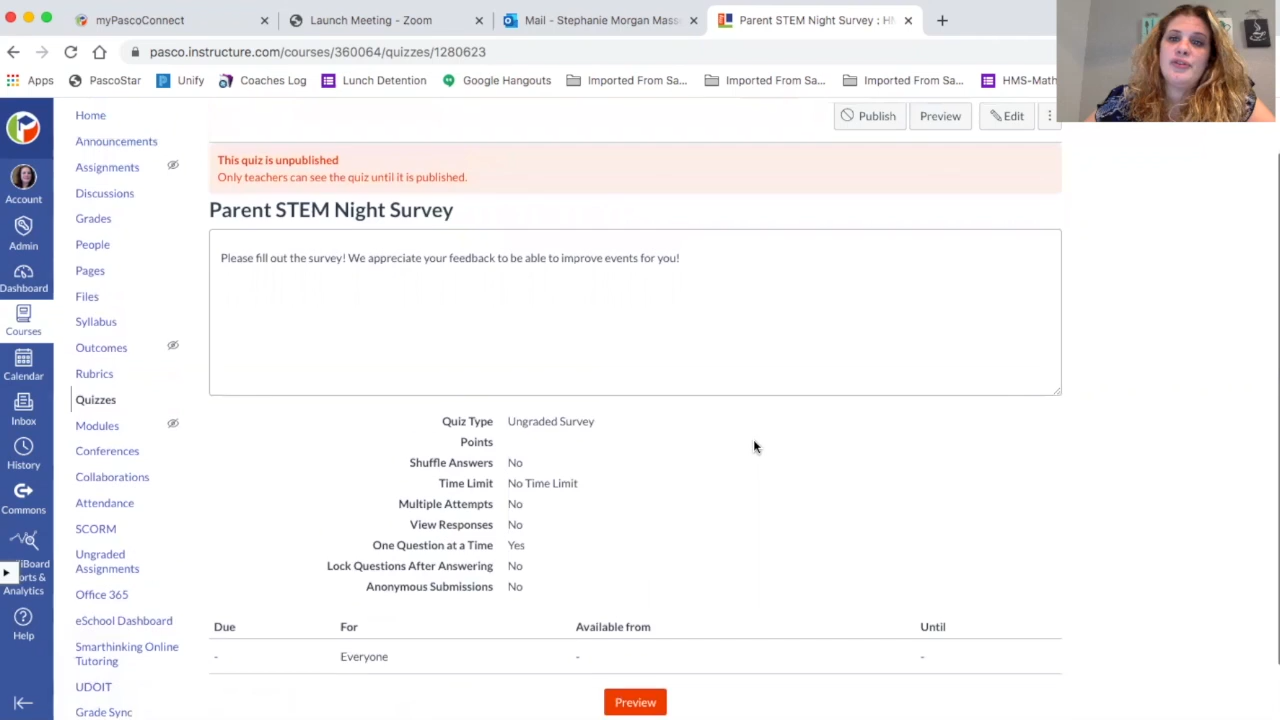 myPascoConnect
Launch Meeting - Zoom
Mail - Stephanie Morgan Mass
Parent STEM Night Survey : H
pasco.instructure.com/courses/360064/quizzes/1280623
Apps
PascoStar
Unify
Coaches Log
Lunch Detention
Google Hangouts
Imported From Sa...
Imported From Sa...
Imported From Sa...
HMS-Math
Account
Admin
Dashboard
Courses
Calendar
Inbox
History
Commons
iBoard
orts &
Analytics
Help
Home
Announcements
Assignments
Discussions
Grades
People
Pages
Files
Syllabus
Outcomes
Rubrics
Quizzes
Modules
Conferences
Collaborations
Attendance
SCORM
Ungraded
Assignments
Office 365
eSchool Dashboard
Smarthinking Online
Tutoring
UDOIT
Grade Sync
Publish
Preview
Edit
This quiz is unpublished
Only teachers can see the quiz until it is published.
Parent STEM Night Survey
Please fill out the survey! We appreciate your feedback to be able to improve events for you!
Quiz Type Ungraded Survey
Points
Shuffle Answers No
Time Limit No Time Limit
Multiple Attempts No
View Responses No
One Question at a Time Yes
Lock Questions After Answering No
Anonymous Submissions No
Due For Available from Until
- Everyone - -
Preview